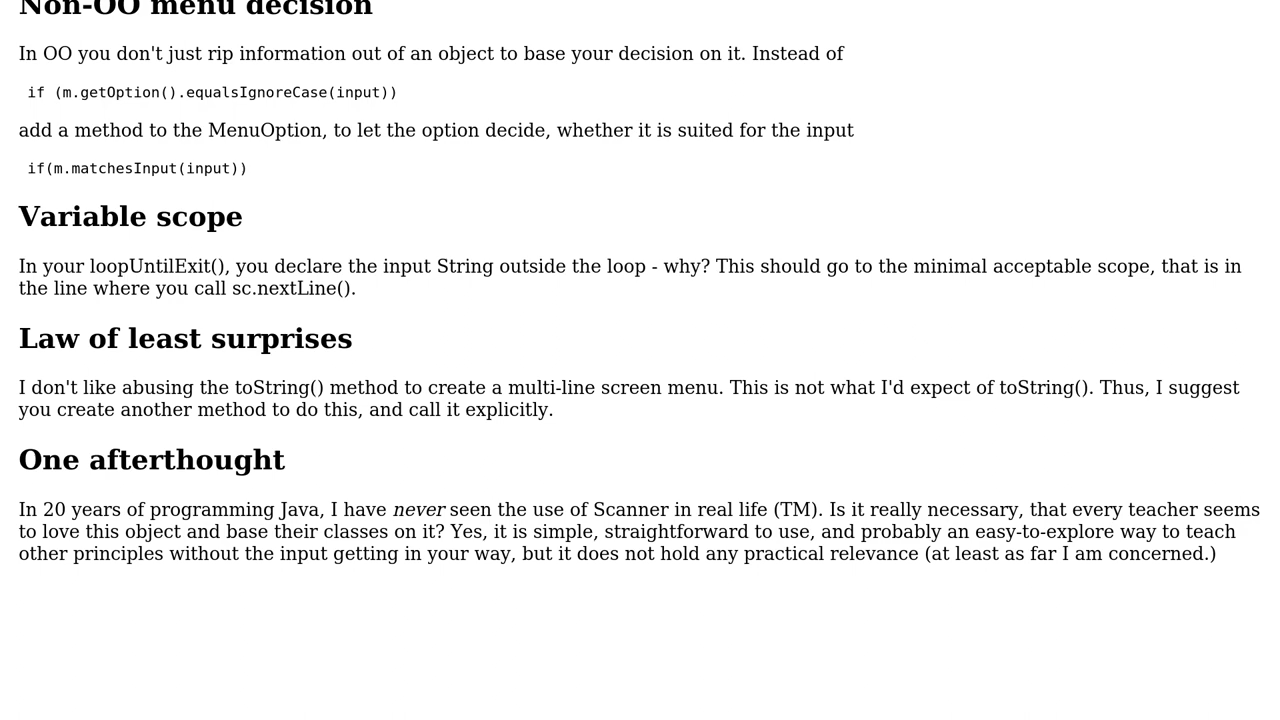 Non-OO menu decision
In OO you don't just rip information out of an object to base your decision on it. Instead of
if (m.getOption().equalsIgnoreCase(input))
add a method to the MenuOption, to let the option decide, whether it is suited for the input
if(m.matchesInput(input))
Variable scope
In your loopUntilExit(), you declare the input String outside the loop - why? This should go to the minimal acceptable scope, that is in
the line where you call sc.nextLine().
Law of least surprises
I don't like abusing the toString() method to create a multi-line screen menu. This is not what I'd expect of toString(). Thus, I suggest
you create another method to do this, and call it explicitly.
One afterthought
In 20 years of programming Java, I have never seen the use of Scanner in real life (TM). Is it really necessary, that every teacher seems
to love this object and base their classes on it? Yes, it is simple, straightforward to use, and probably an easy-to-explore way to teach
other principles without the input getting in your way, but it does not hold any practical relevance (at least as far I am concerned.)